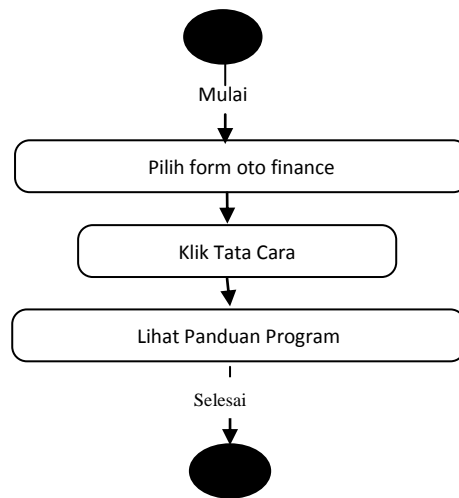 Mulai
Pilih form oto finance
Klik Tata Cara
Lihat Panduan Program
Selesai